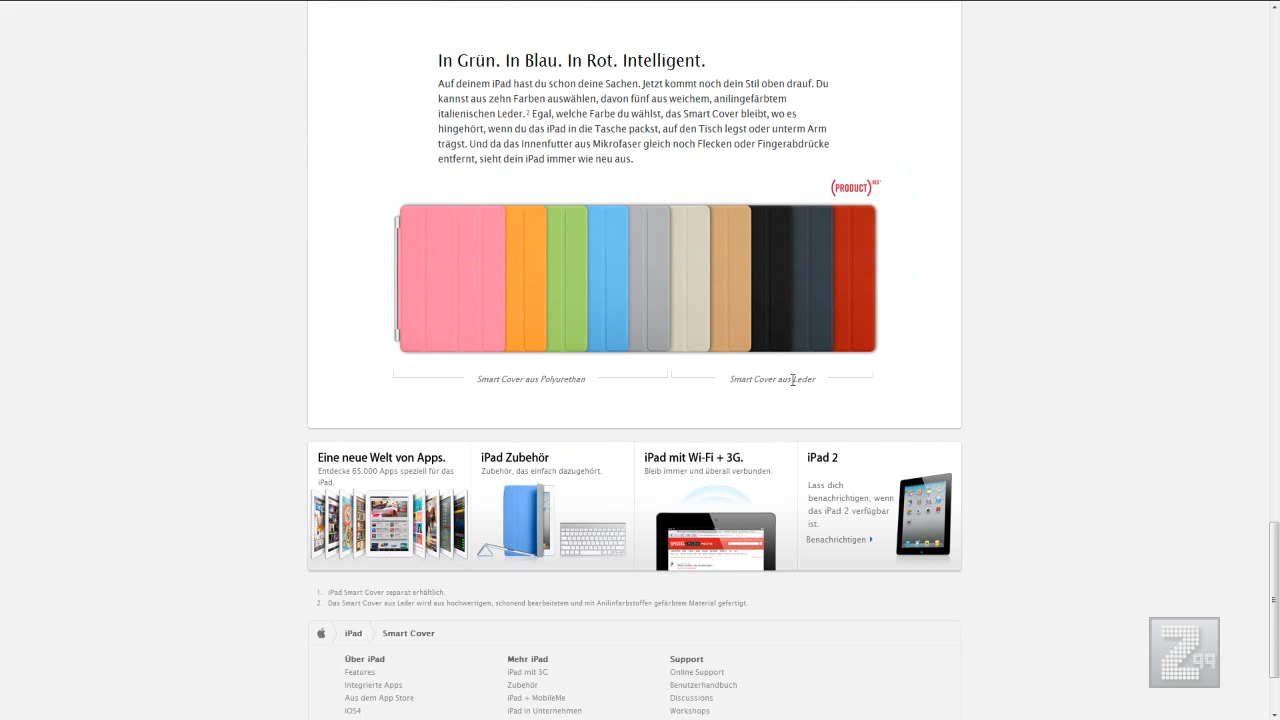 In Grün. In Blau. In Rot. Intelligent.
Auf deinem iPad hast du schon deine Sachen. Jetzt kommt noch dein Stil oben drauf. Du
kannst aus zehn Farben auswählen, davon fünf aus weichem, anilingefärbtem
italienischen Leder.² Egal, welche Farbe du wählst, das Smart Cover bleibt, wo es
hingehört, wenn du das iPad in die Tasche packst, auf den Tisch legst oder unterm Arm
trägst. Und da das Innenfutter aus Mikrofaser gleich noch Flecken oder Fingerabdrücke
entfernt, sieht dein iPad immer wie neu aus.
(PRODUCT)RED™
Smart Cover aus Polyurethan
Smart Cover aus Leder
Eine neue Welt von Apps.
Entdecke 65.000 Apps speziell für das
iPad.
iPad Zubehör
Zubehör, das einfach dazugehört.
iPad mit Wi-Fi + 3G.
Bleib immer und überall verbunden.
iPad 2
Lass dich
benachrichtigen, wenn
das iPad 2 verfügbar
ist.
Benachrichtigen
1. iPad Smart Cover separat erhältlich.
2. Das Smart Cover aus Leder wird aus hochwertigem, schonend bearbeitetem und mit Anilinfarbstoffen gefärbtem Material gefertigt.
iPad
Smart Cover
Über iPad
Features
Integrierte Apps
Aus dem App Store
iOS4
Mehr iPad
iPad mit 3G
Zubehör
iPad + MobileMe
iPad in Unternehmen
Support
Online Support
Benutzerhandbuch
Discussions
Workshops
Z99